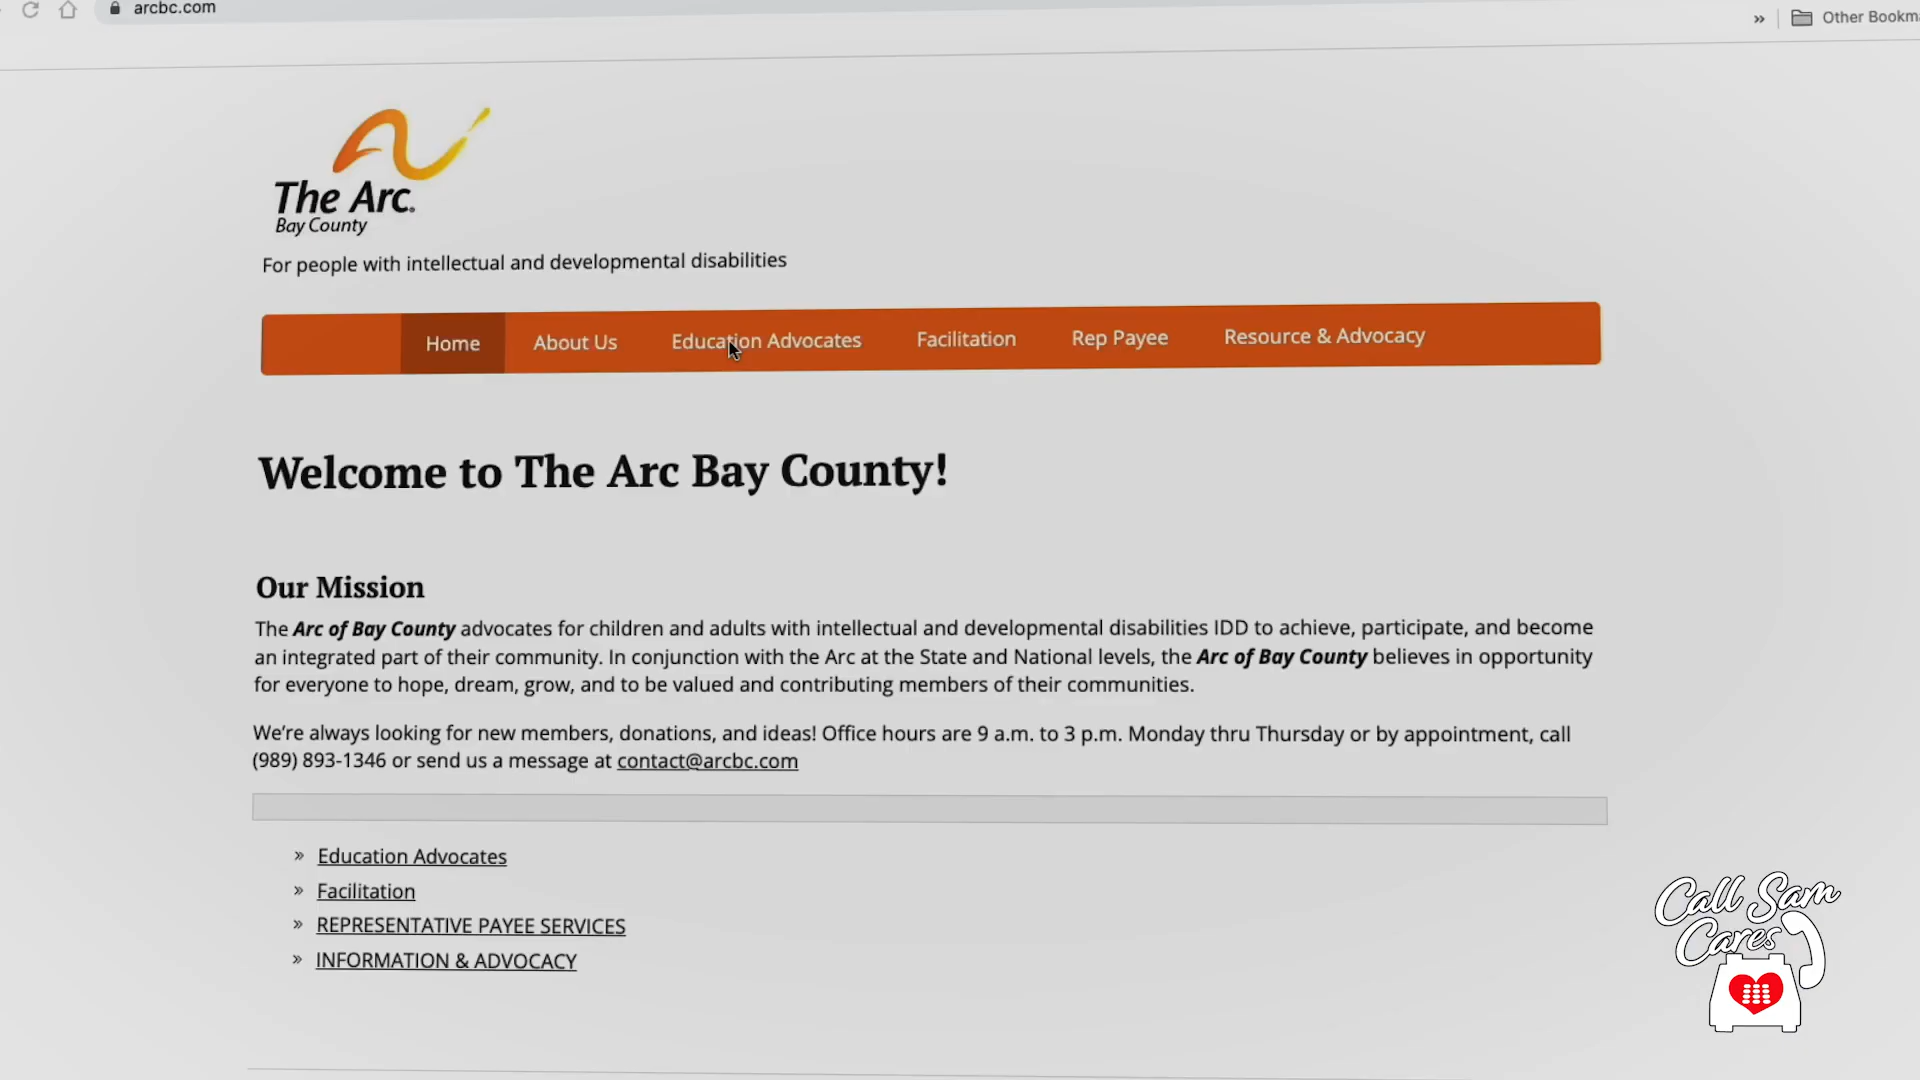 arcbc.com
» Other Bookma
The Arc®
Bay County
For people with intellectual and developmental disabilities
Home About Us Education Advocates Facilitation Rep Payee Resource & Advocacy
Welcome to The Arc Bay County!
Our Mission
The Arc of Bay County advocates for children and adults with intellectual and developmental disabilities IDD to achieve, participate, and become
an integrated part of their community. In conjunction with the Arc at the State and National levels, the Arc of Bay County believes in opportunity
for everyone to hope, dream, grow, and to be valued and contributing members of their communities.
We’re always looking for new members, donations, and ideas! Office hours are 9 a.m. to 3 p.m. Monday thru Thursday or by appointment, call
(989) 893-1346 or send us a message at contact@arcbc.com
» Education Advocates
» Facilitation
» REPRESENTATIVE PAYEE SERVICES
» INFORMATION & ADVOCACY
Call Sam
Cares